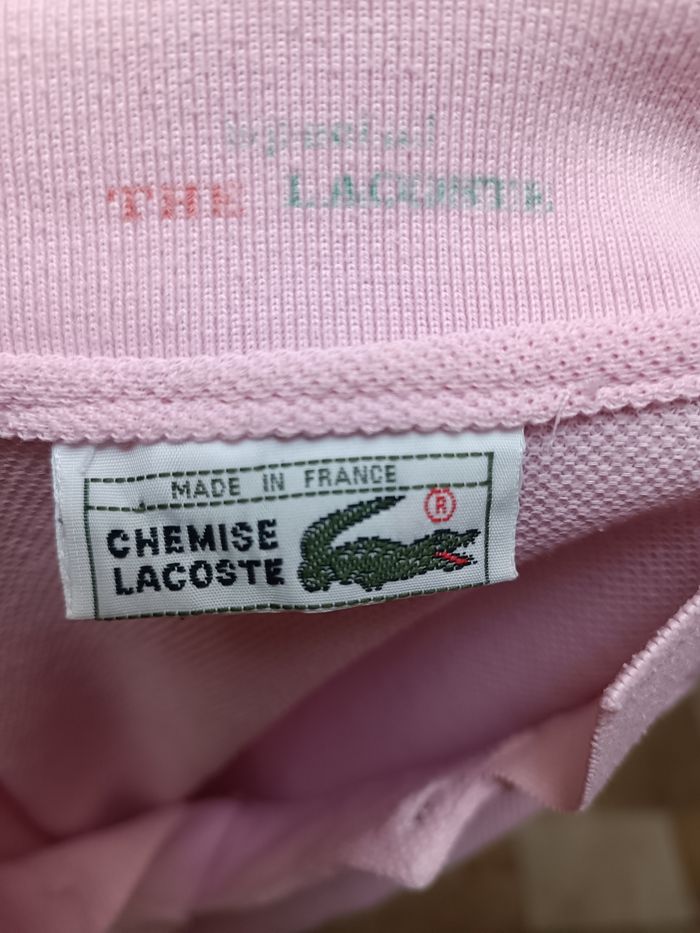 THE LACOSTE
MADE IN FRANCE
CHEMISE
LACOSTE
®